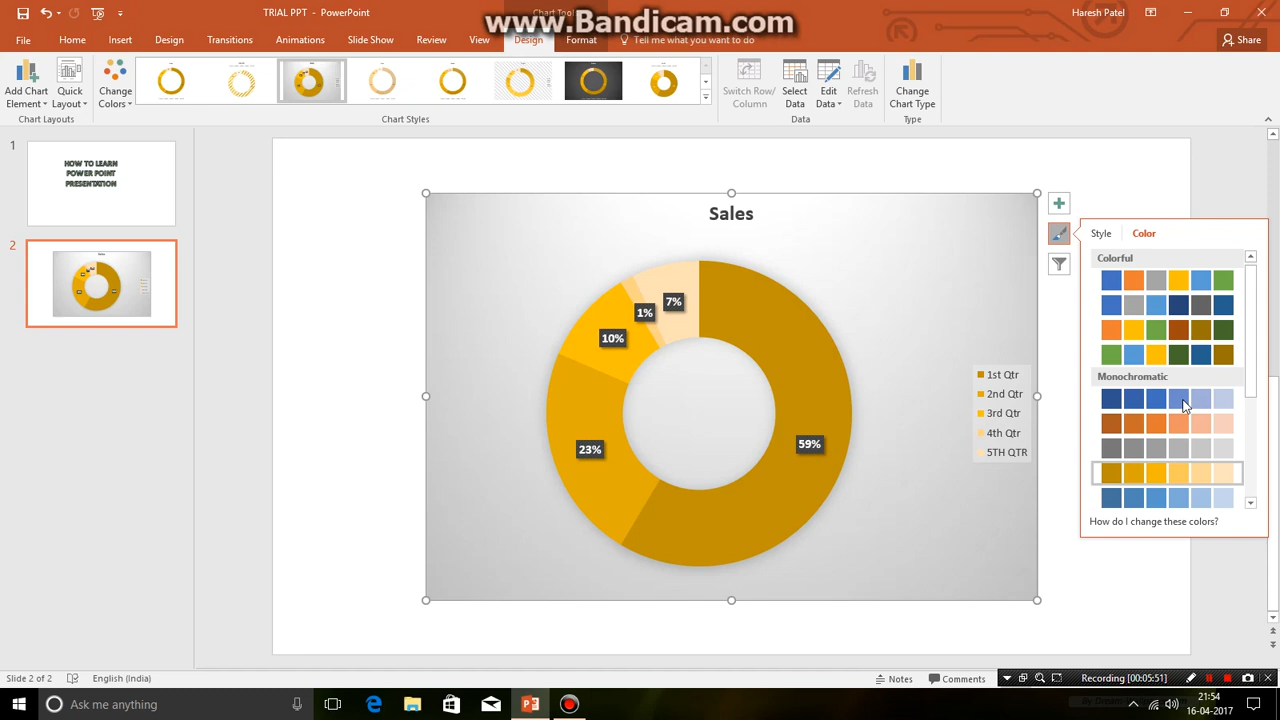 TRIAL PPT - PowerPoint
Chart Tools
www.Bandicam.com
Haresh Patel
File
Home
Insert
Design
Transitions
Animations
Slide Show
Review
View
Design
Format
Tell me what you want to do
Share
Add Chart Element
Quick Layout
Change Colors
Switch Row/ Column
Select Data
Edit Data
Refresh Data
Change Chart Type
Chart Layouts
Chart Styles
Data
Type
1
HOW TO LEARN
POWER POINT
PRESENTATION
2
Sales
7%
1%
10%
23%
59%
1st Qtr
2nd Qtr
3rd Qtr
4th Qtr
5TH QTR
Style
Color
Colorful
Monochromatic
How do I change these colors?
Slide 2 of 2
English (India)
Notes
Comments
Recording [00:05:51]
Ask me anything
21:54
16-04-2017